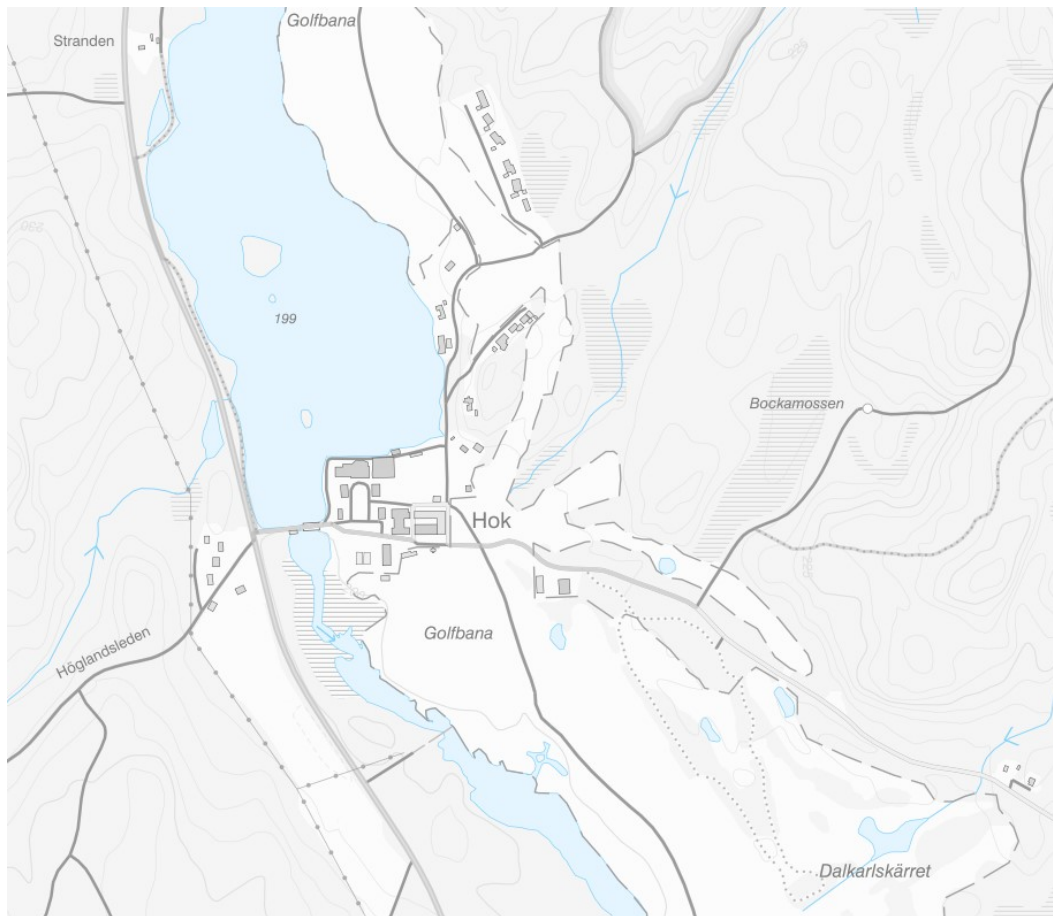 Golfbana
Stranden
199
Bockamossen
Hok
Golfbana
Höglandsleden
Dalkarlskärret